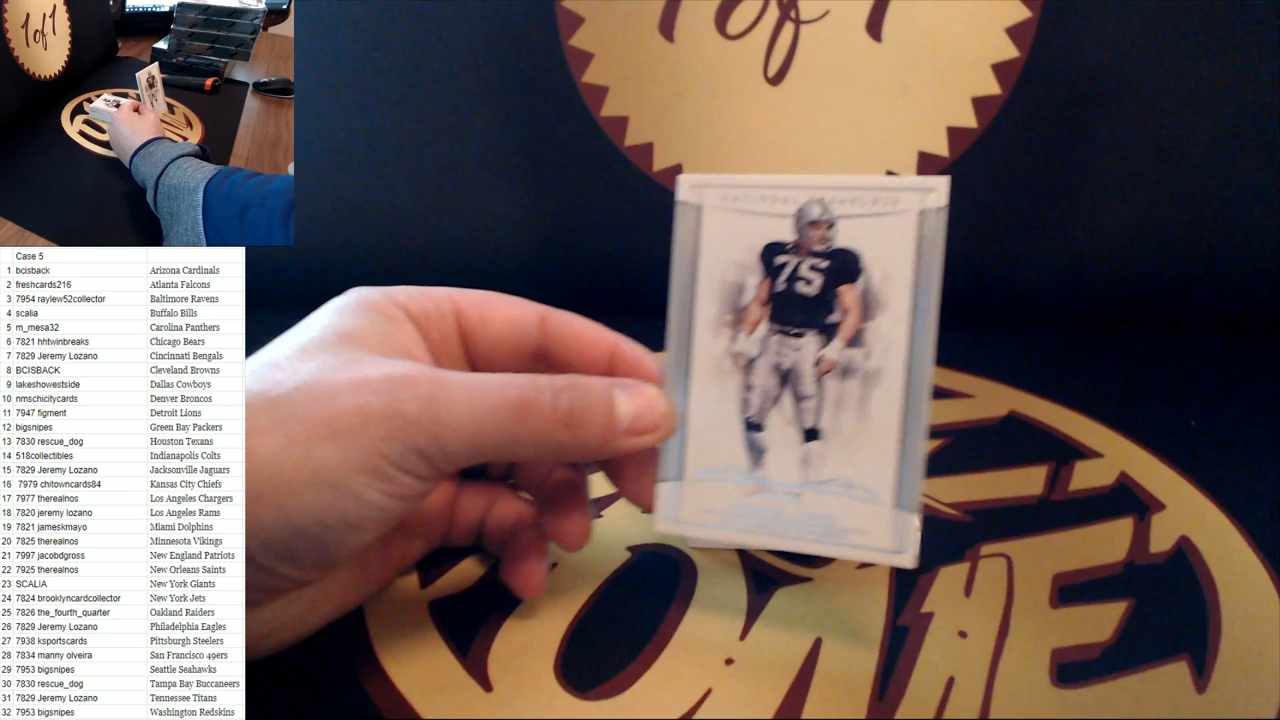 1 of 1
1 of 1
Case 5
1 bcisback Arizona Cardinals
2 freshcards216 Atlanta Falcons
3 7954 raylew52collector Baltimore Ravens
4 scalia Buffalo Bills
5 m_mesa32 Carolina Panthers
6 7821 hhtwinbreaks Chicago Bears
7 7829 Jeremy Lozano Cincinnati Bengals
8 BCISBACK Cleveland Browns
9 lakeshowestside Dallas Cowboys
10 nmschicitycards Denver Broncos
11 7947 figment Detroit Lions
12 bigsnipes Green Bay Packers
13 7830 rescue_dog Houston Texans
14 518collectibles Indianapolis Colts
15 7829 Jeremy Lozano Jacksonville Jaguars
16 7979 chitowncards84 Kansas City Chiefs
17 7977 therealnos Los Angeles Chargers
18 7820 jeremy lozano Los Angeles Rams
19 7821 jameskmayo Miami Dolphins
20 7825 therealnos Minnesota Vikings
21 7997 jacobdgross New England Patriots
22 7925 therealnos New Orleans Saints
23 SCALIA New York Giants
24 7824 brooklyncardcollector New York Jets
25 7826 the_fourth_quarter Oakland Raiders
26 7829 Jeremy Lozano Philadelphia Eagles
27 7938 ksportscards Pittsburgh Steelers
28 7834 manny olveira San Francisco 49ers
29 7953 bigsnipes Seattle Seahawks
30 7830 rescue_dog Tampa Bay Buccaneers
31 7829 Jeremy Lozano Tennessee Titans
32 7953 bigsnipes Washington Redskins
75
ONE